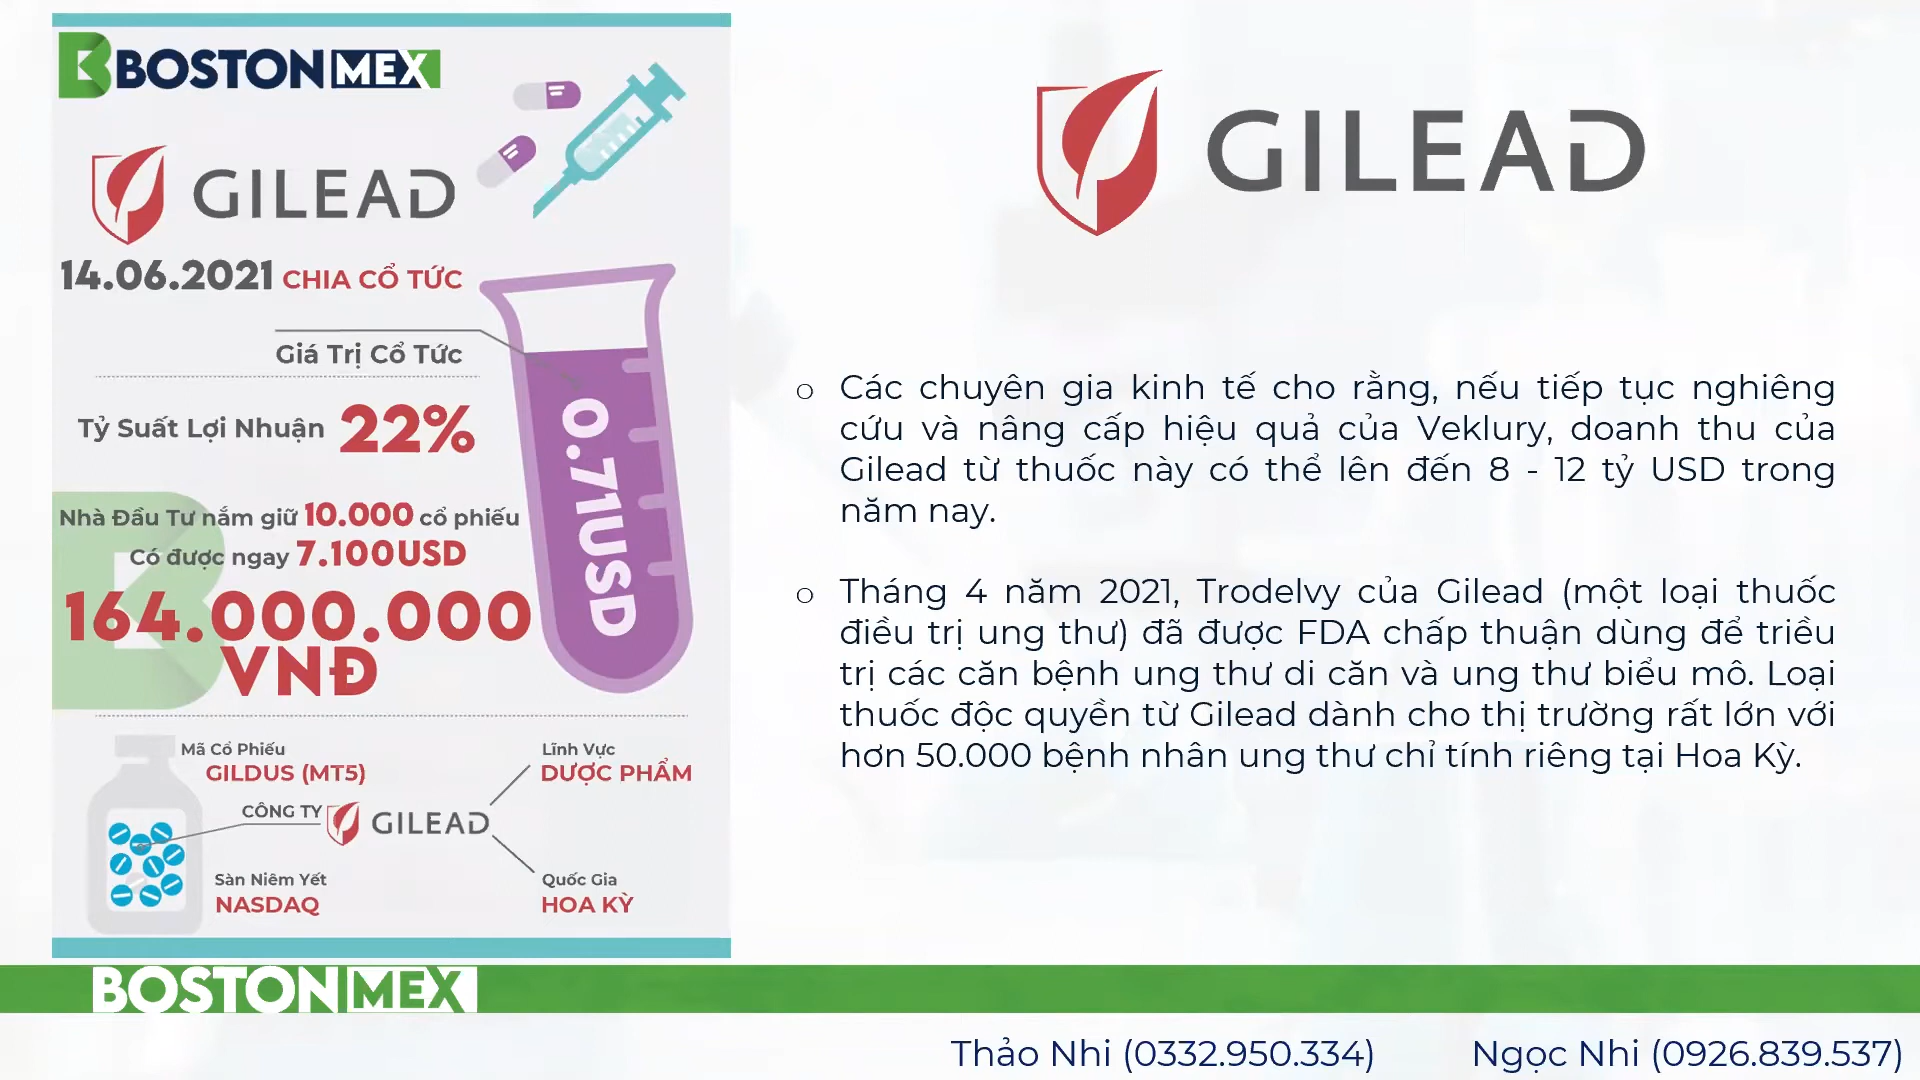 BOSTON MEX
GILEAD
14.06.2021 CHIA CỔ TỨC
Giá Trị Cổ Tức
Tỷ Suất Lợi Nhuận 22%
0.71USD
Nhà Đầu Tư nắm giữ 10.000 cổ phiếu
Có được ngay 7.100USD
164.000.000
VNĐ
Mã Cổ Phiếu
GILDUS (MT5)
Lĩnh Vực
DƯỢC PHẨM
CÔNG TY GILEAD
Sàn Niêm Yết
NASDAQ
Quốc Gia
HOA KỲ
GILEAD
Các chuyên gia kinh tế cho rằng, nếu tiếp tục nghiêng
cứu và nâng cấp hiệu quả của Veklury, doanh thu của
Gilead từ thuốc này có thể lên đến 8 - 12 tỷ USD trong
năm nay.
Tháng 4 năm 2021, Trodelvy của Gilead (một loại thuốc
điều trị ung thư) đã được FDA chấp thuận dùng để triều
trị các căn bệnh ung thư di căn và ung thư biểu mô. Loại
thuốc độc quyền từ Gilead dành cho thị trường rất lớn với
hơn 50.000 bệnh nhân ung thư chỉ tính riêng tại Hoa Kỳ.
BOSTON MEX
Thảo Nhi (0332.950.334) Ngọc Nhi (0926.839.537)